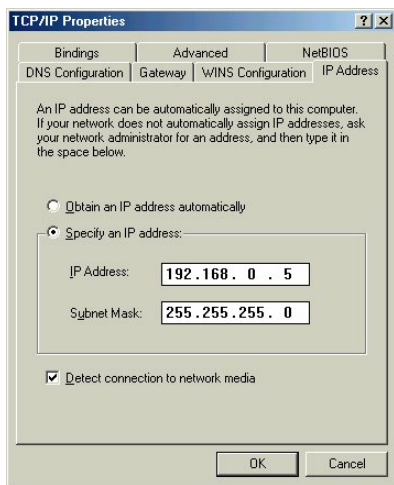 TCP/IP Properties
? X
Bindings Advanced NetBIOS
DNS Configuration Gateway WINS Configuration IP Address
An IP address can be automatically assigned to this computer.
If your network does not automatically assign IP addresses, ask
your network administrator for an address, and then type it in
the space below.
Obtain an IP address automatically
Specify an IP address:
IP Address: 192.168. 0 . 5
Subnet Mask: 255.255.255. 0
Detect connection to network media
OK Cancel